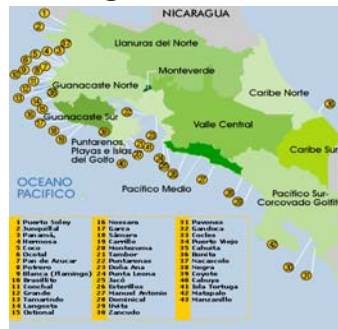 NICARAGUA
Llanuras del Norte
Monteverde
Guanacaste Norte
Caribe Norte
Guanacaste Sur
Valle Central
Puntarenas,
Playas e Islas
del Golfo
Caribe Sur
OCEANO
PACIFICO
Pacífico Medio
Pacífico Sur-
Corcovado Golfit
1 Puerto Soley
2 Junquillal
3 Panamá,
4 Hermosa
5 Coco
6 Ocotal
7 Pan de Azucar
8 Potrero
9 Blanca (flamingo)
10 Brasilito
11 Conchal
12 Grande
13 Tamarindo
14 Langosta
15 Ostional
16 Nossara
17 Garza
18 Sámara
19 Carrillo
20 Montezuma
21 Tambor
22 Puntarenas
23 Doña Ana
24 Punta Leona
25 Jacó
26 Esterillos
27 Manuel Antonio
28 Dominical
29 Uvita
30 Zancudo
31 Pavones
32 Gandoca
33 Cocles
34 Puerto Viejo
35 Cahuita
36 Bonita
37 Nacascolo
38 Negra
39 Coyote
40 Cabuya
41 Isla Tortuga
42 Matapalo
43 Manzanillo